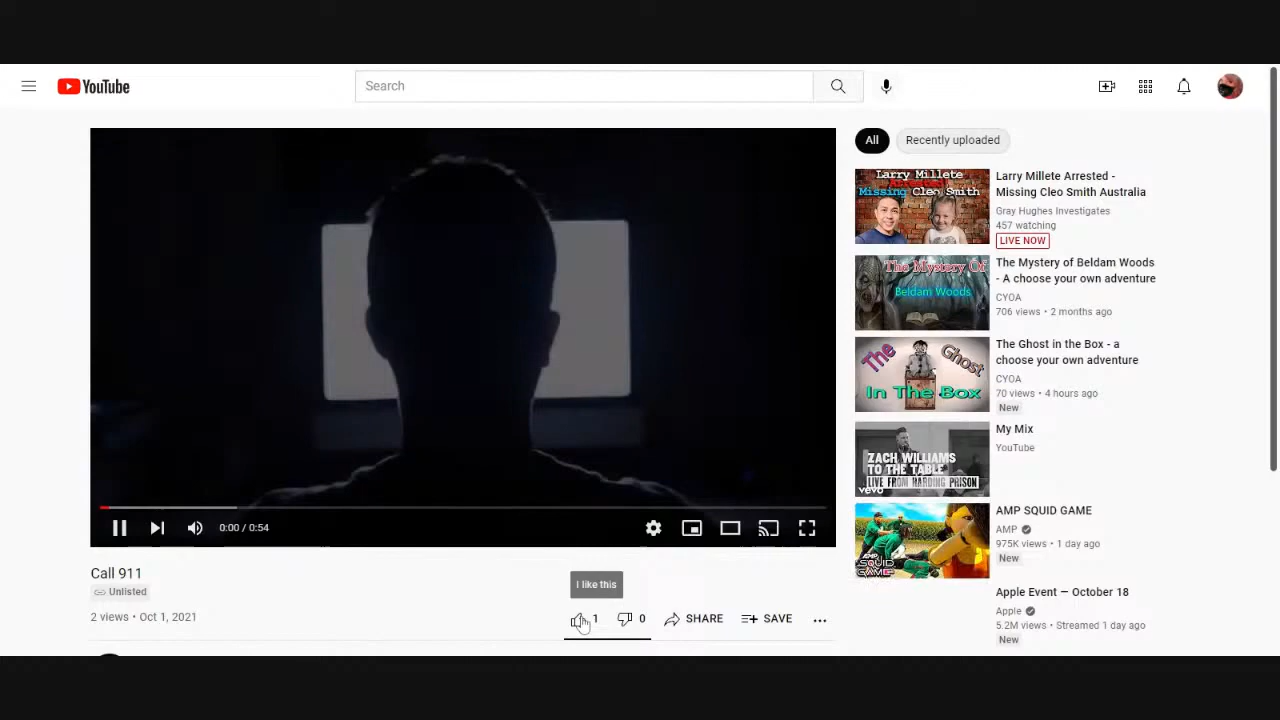 YouTube
Search
All
Recently uploaded
Larry Millete
Arrested
Missing Cleo Smith
Larry Millete Arrested -
Missing Cleo Smith Australia
Gray Hughes Investigates
457 watching
LIVE NOW
The Mystery Of
Beldam Woods
The Mystery of Beldam Woods
- A choose your own adventure
CYOA
706 views • 2 months ago
The Ghost
In The Box
The Ghost in the Box - a
choose your own adventure
CYOA
70 views • 4 hours ago
New
ZACH WILLIAMS
TO THE TABLE
LIVE FROM HARDING PRISON
vevo
My Mix
YouTube
AMP
SQUID
GAME
AMP SQUID GAME
AMP
975K views • 1 day ago
New
Apple Event — October 18
Apple
5.2M views • Streamed 1 day ago
New
0:00 / 0:54
Call 911
Unlisted
I like this
2 views • Oct 1, 2021
1
0
SHARE
SAVE